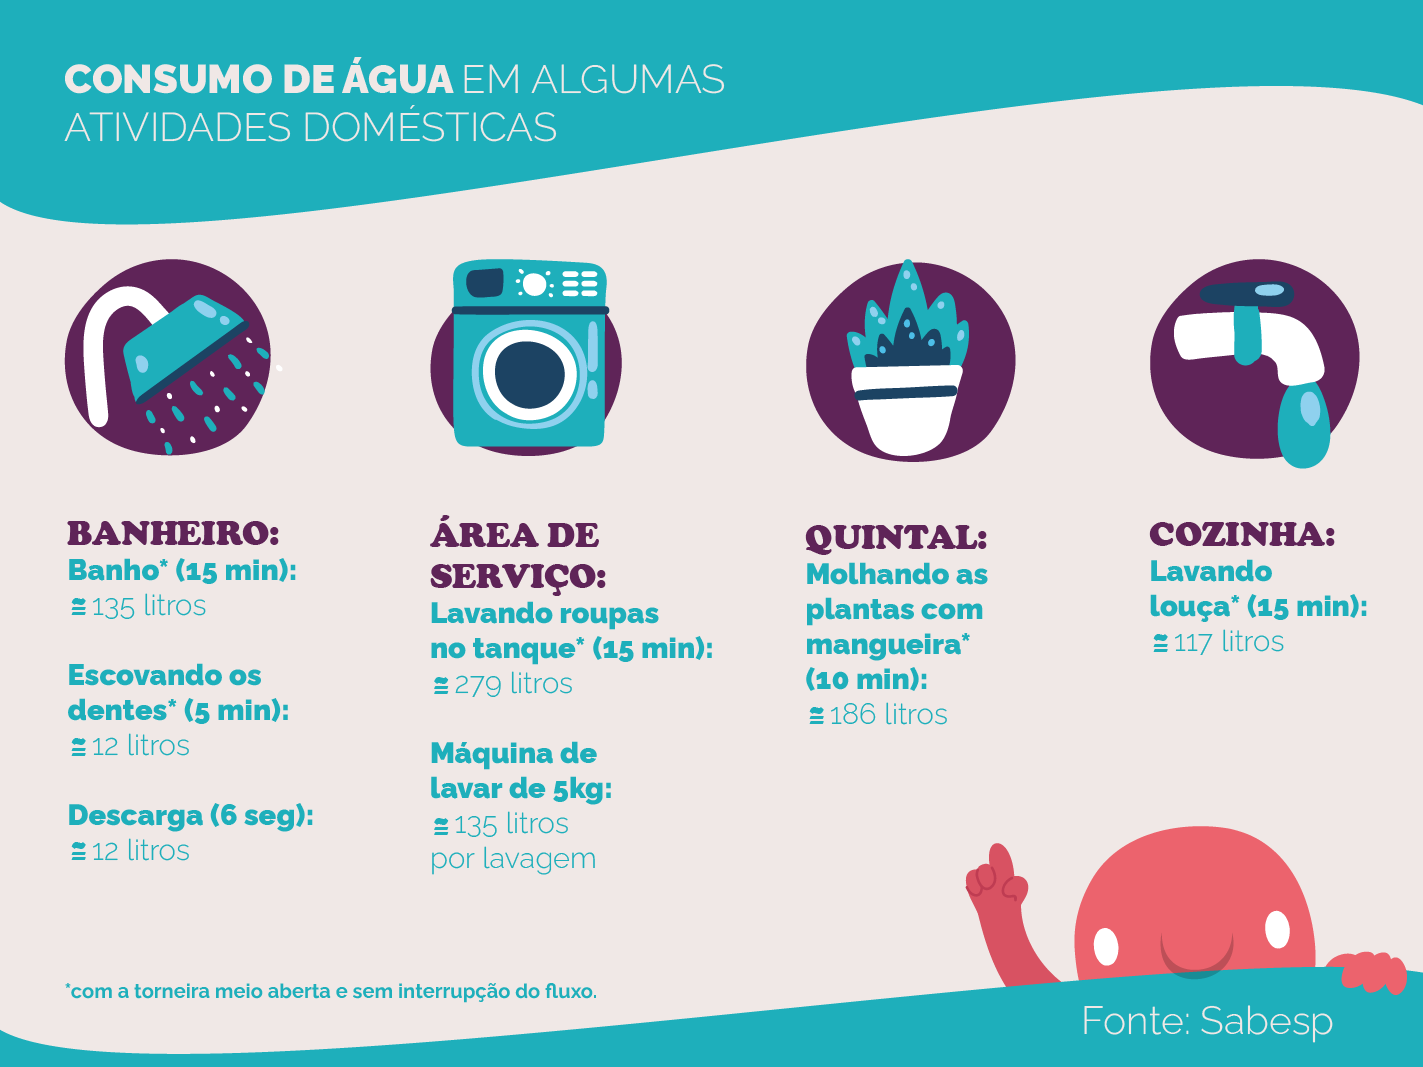 CONSUMO DE ÁGUA EM ALGUMAS
ATIVIDADES DOMÉSTICAS
BANHEIRO:
Banho* (15 min):
≅ 135 litros
Escovando os
dentes* (5 min):
≅ 12 litros
Descarga (6 seg):
≅ 12 litros
ÁREA DE
SERVIÇO:
Lavando roupas
no tanque* (15 min):
≅ 279 litros
Máquina de
lavar de 5kg:
≅ 135 litros
por lavagem
QUINTAL:
Molhando as
plantas com
mangueira*
(10 min):
≅ 186 litros
COZINHA:
Lavando
louça* (15 min):
≅ 117 litros
*com a torneira meio aberta e sem interrupção do fluxo.
Fonte: Sabesp